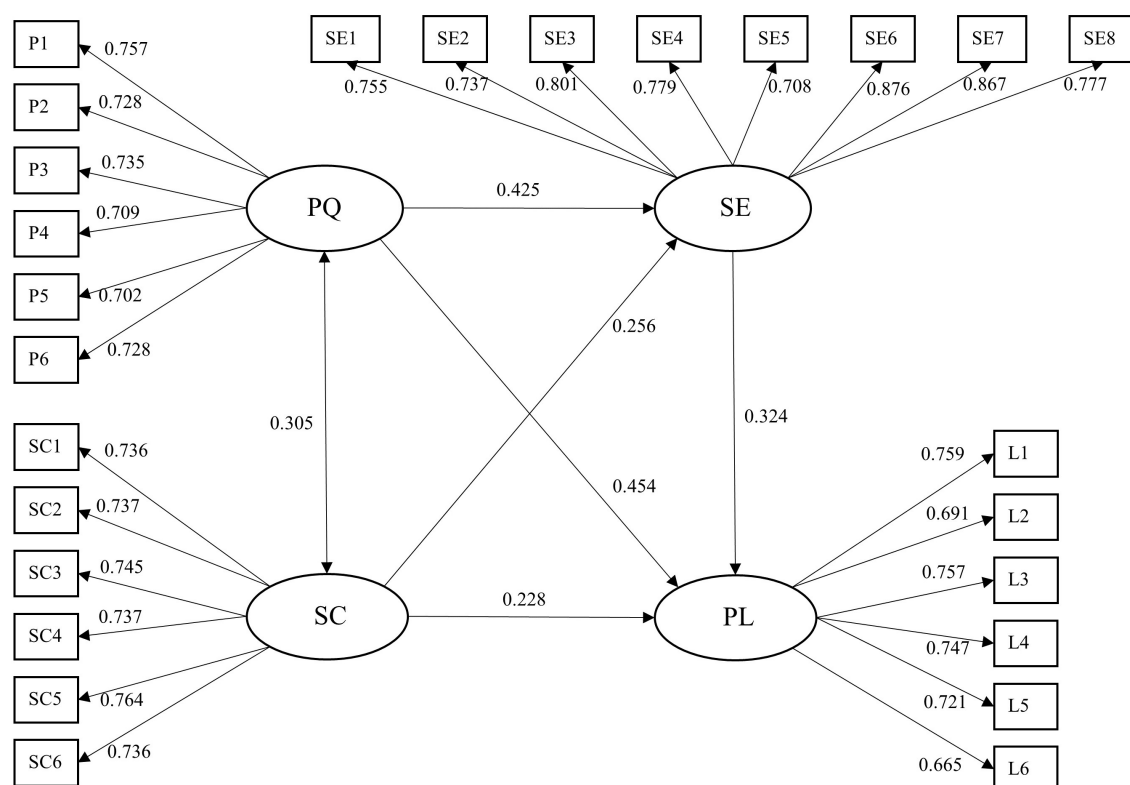 P1
0.757
P2
0.728
P3
0.735
P4
0.709
P5
0.702
P6
0.728
SE1
SE2
SE3
SE4
SE5
SE6
SE7
SE8
0.755
0.737
0.801
0.779
0.708
0.876
0.867
0.777
PQ
0.425
SE
0.256
0.305
0.324
0.454
SC1
0.736
SC2
0.737
SC3
0.745
SC4
0.737
SC5
0.764
SC6
0.736
SC
0.228
PL
0.759
L1
0.691
L2
0.757
L3
0.747
L4
0.721
L5
0.665
L6